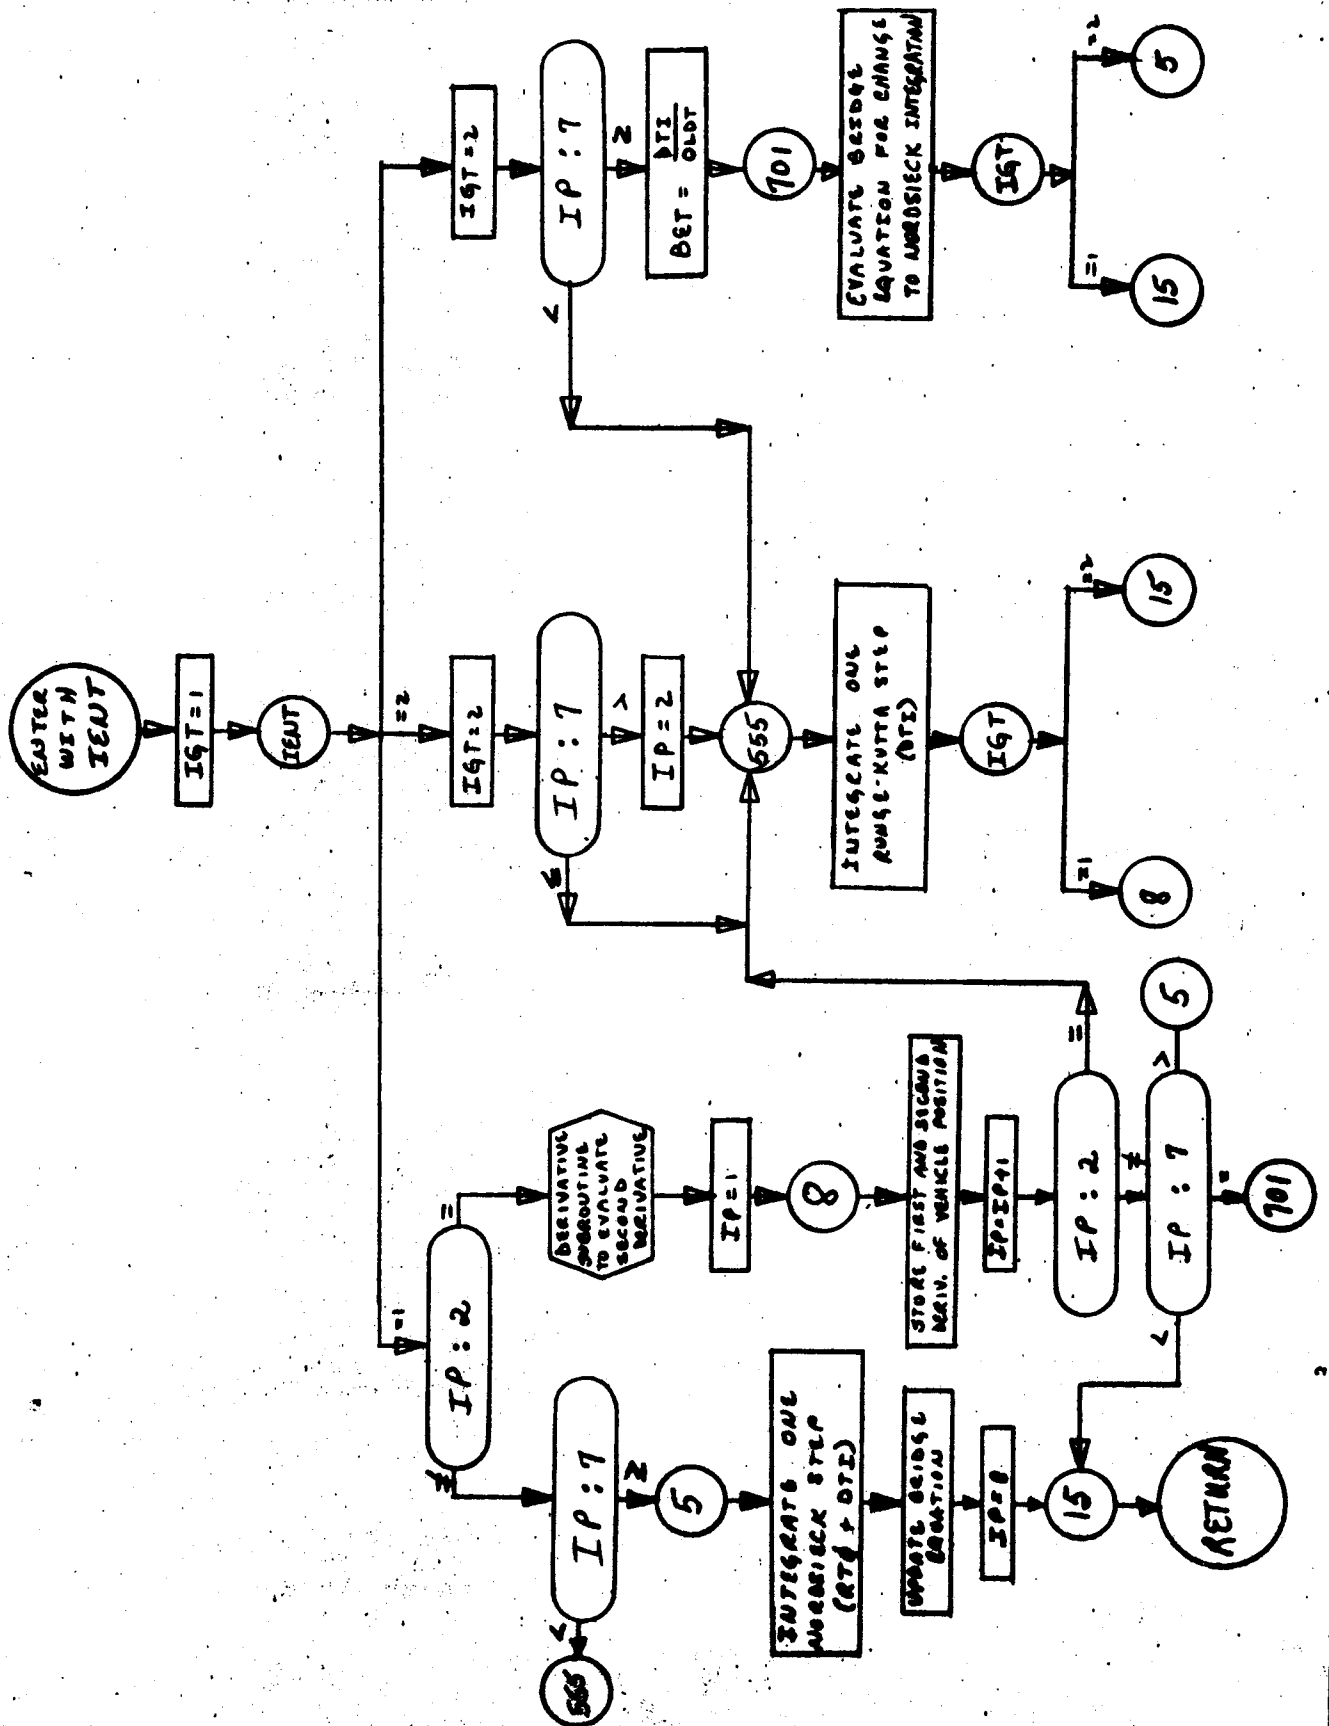 ENTER
WITH
IENT
IGT=1
IENT
=1
=2
IP : 2
≠
=
IP : 7
<
≥
555
5
INTEGRATE ONE
NORDSIECK STEP
(RTφ + DTI)
UPDATE BRIDGE
EQUATION
IP=8
15
RETURN
DERIVATIVE
SUBROUTINE
TO EVALUATE
SECOND
DERIVATIVE
IP=1
8
STORE FIRST AND SECOND
DERIV. OF VEHICLE POSITION
IP=IP+1
IP : 2
=
≠
IP : 7
<
>
5
=
701
IGT=2
IP : 7
≤
>
IP = 2
555
INTEGRATE ONE
RUNGE-KUTTA STEP
(DTI)
IGT
=1
=2
8
15
IGT=2
IP : 7
<
≥
BET = DTI
OLDT
701
EVALUATE BRIDGE
EQUATION FOR CHANGE
TO NORDSIECK INTEGRATION
IGT
=1
=2
15
5